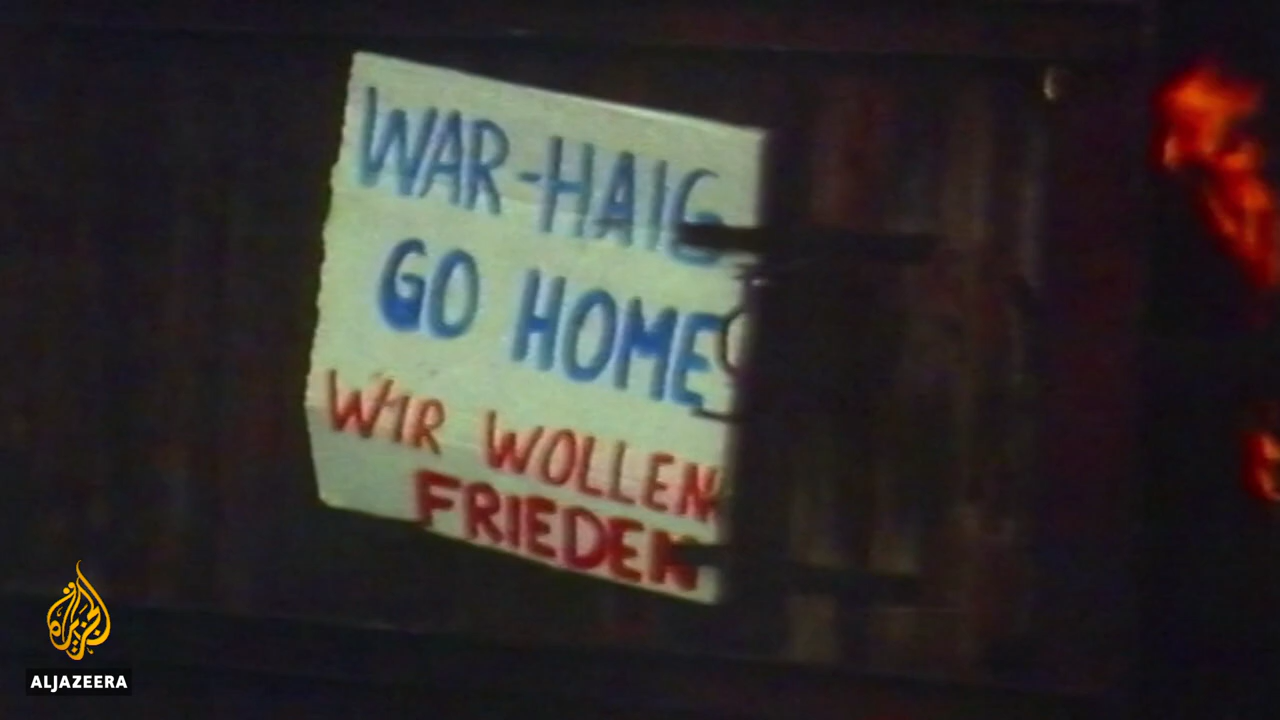 WAR-HAIG
GO HOME
WIR WOLLEN
FRIEDEN
ALJAZEERA